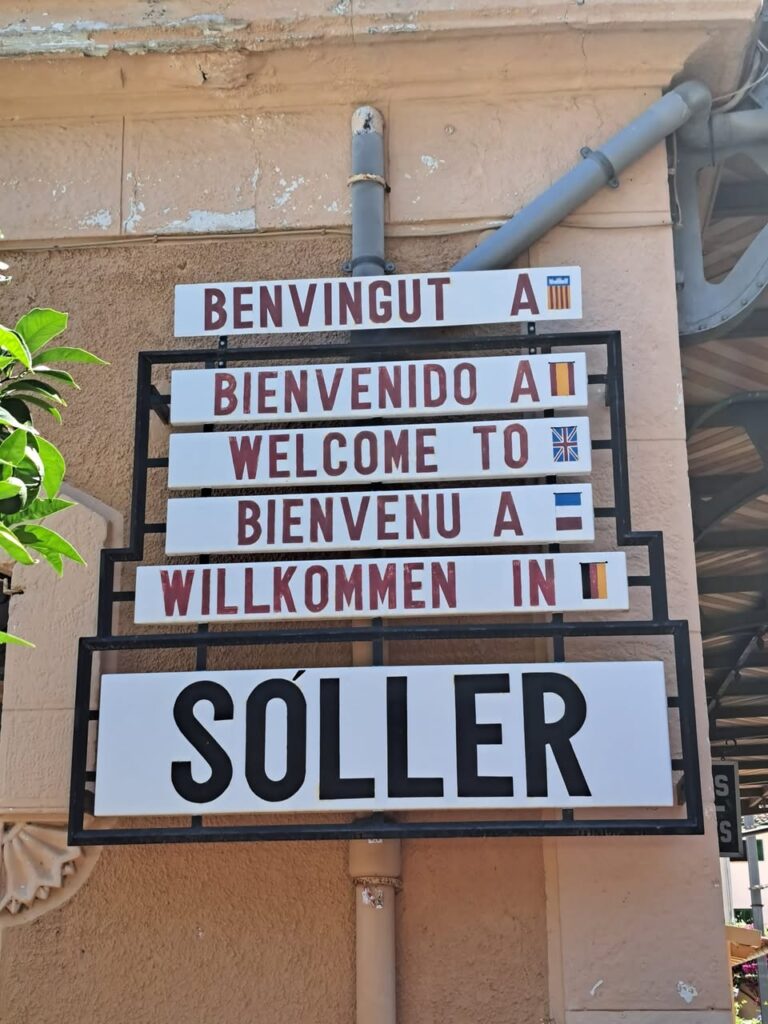 BENVINGUT A
BIENVENIDO A
WELCOME TO
BIENVENU A
WILLKOMMEN IN
SÓLLER